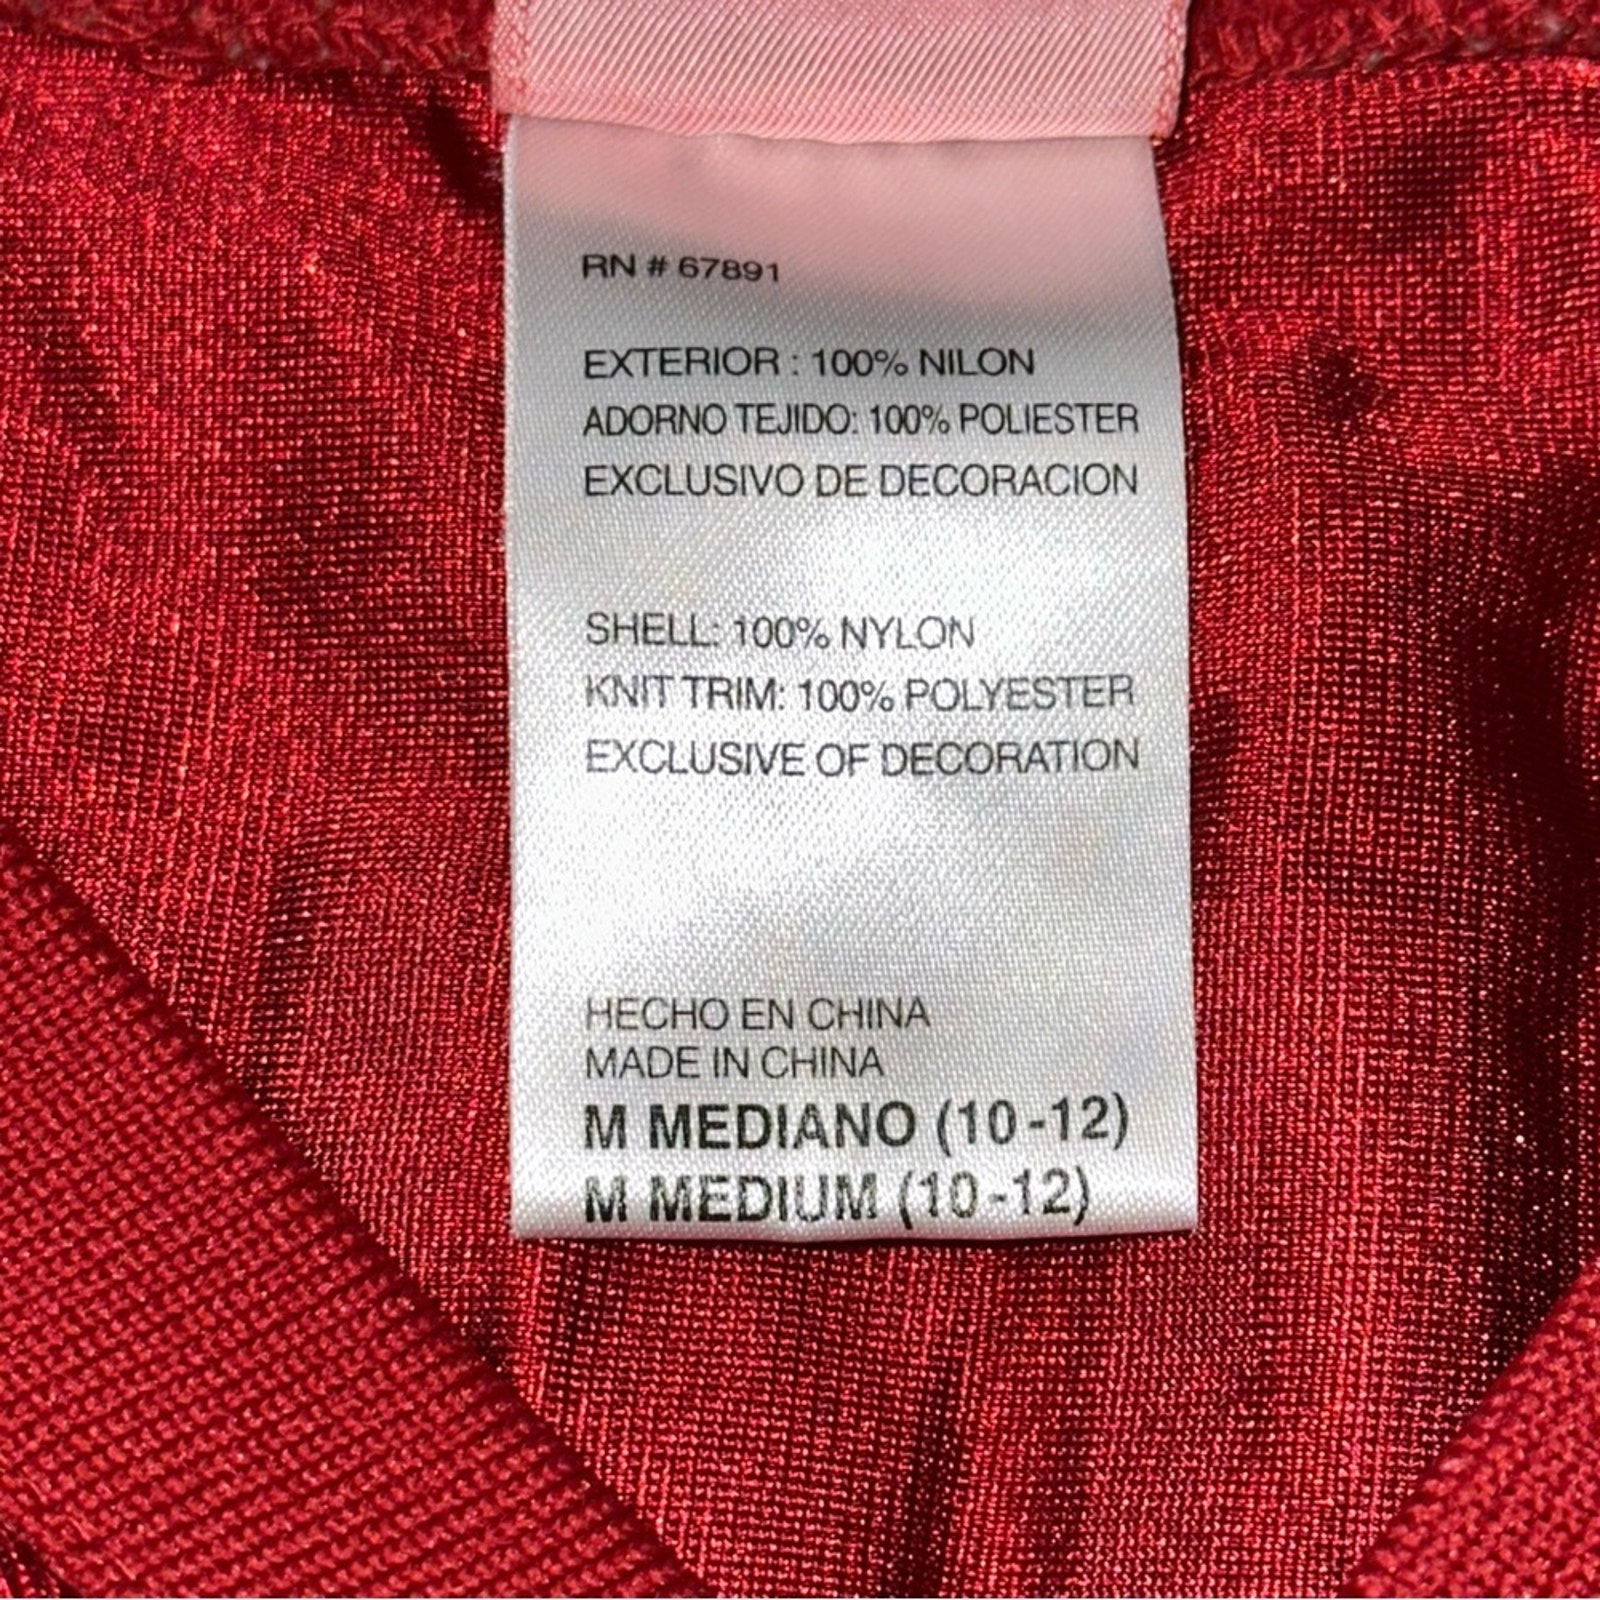 RN # 67891
EXTERIOR : 100% NILON
ADORNO TEJIDO: 100% POLIESTER
EXCLUSIVO DE DECORACION
SHELL: 100% NYLON
KNIT TRIM: 100% POLYESTER
EXCLUSIVE OF DECORATION
HECHO EN CHINA
MADE IN CHINA
M MEDIANO (10-12)
M MEDIUM (10-12)